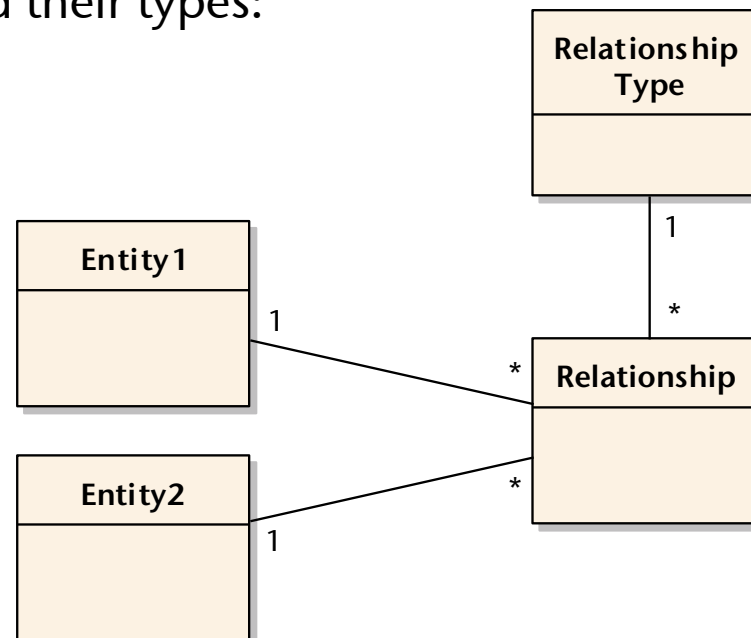 d their types:
Relationship
Type
1
*
Entity1
1
*
Relationship
Entity2
1
*